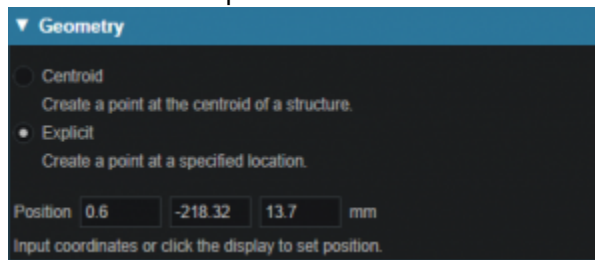 ▼ Geometry
Centroid
Create a point at the centroid of a structure.
Explicit
Create a point at a specified location.
Position 0.6 -218.32 13.7 mm
Input coordinates or click the display to set position.